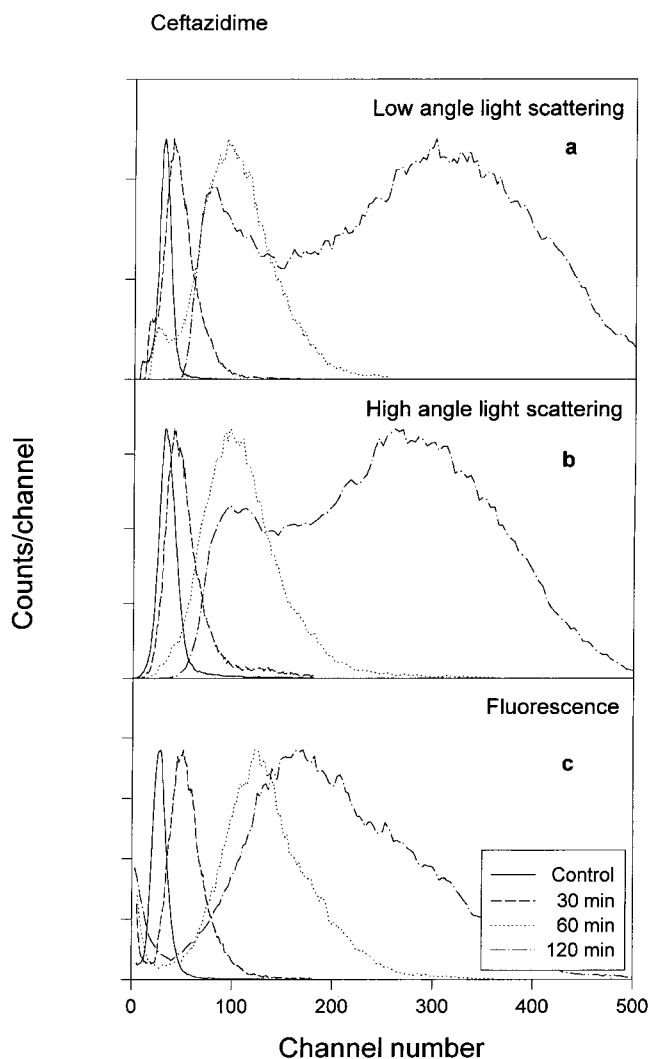 Ceftazidime
Low angle light scattering
a
High angle light scattering
b
Counts/channel
Fluorescence
c
Control
30 min
60 min
120 min
0 100 200 300 400 500
Channel number